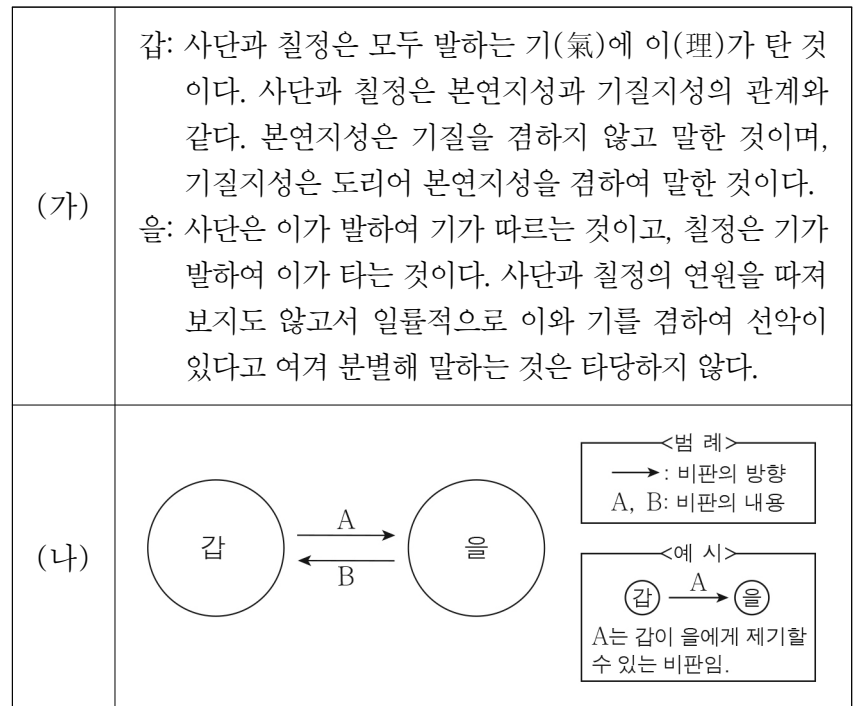 (가)
갑: 사단과 칠정은 모두 발하는 기(氣)에 이(理)가 탄 것
이다. 사단과 칠정은 본연지성과 기질지성의 관계와
같다. 본연지성은 기질을 겸하지 않고 말한 것이며,
기질지성은 도리어 본연지성을 겸하여 말한 것이다.
을: 사단은 이가 발하여 기가 따르는 것이고, 칠정은 기가
발하여 이가 타는 것이다. 사단과 칠정의 연원을 따져
보지도 않고서 일률적으로 이와 기를 겸하여 선악이
있다고 여겨 분별해 말하는 것은 타당하지 않다.
(나)
갑
A
B
을
<범 례>
: 비판의 방향
A, B: 비판의 내용
<예 시>
갑 A 을
A는 갑이 을에게 제기할
수 있는 비판임.